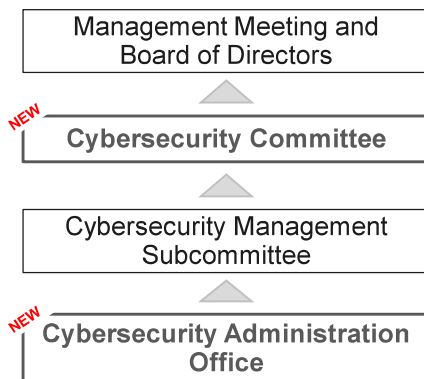 Management Meeting and
Board of Directors
NEW
Cybersecurity Committee
Cybersecurity Management
Subcommittee
NEW
Cybersecurity Administration
Office